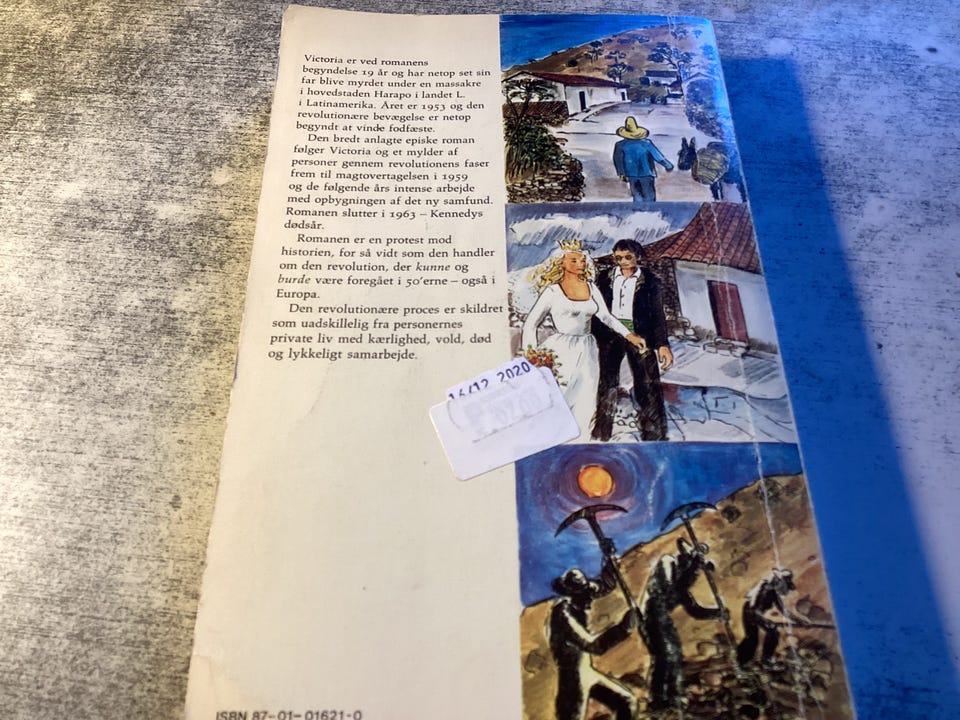 Victoria er ved romanens
begyndelse 19 år og har netop set sin
far blive myrdet under en massakre
i hovedstaden Harapo i landet L.
i Latinamerika. Året er 1953 og den
revolutionære bevægelse er netop
begyndt at vinde fodfæste.
Den bredt anlagte episke roman
følger Victoria og et mylder af
personer gennem revolutionens faser
frem til magtovertagelsen i 1959
og de følgende års intense arbejde
med opbygningen af det ny samfund.
Romanen slutter i 1963 – Kennedys
dødsår.
Romanen er en protest mod
historien, for så vidt som den handler
om den revolution, der kunne og
burde være foregået i 50'erne – også i
Europa.
Den revolutionære proces er skildret
som uadskillelig fra personernes
private liv med kærlighed, vold, død
og lykkeligt samarbejde.
16/12 2020
ISBN 87-01-01621-0